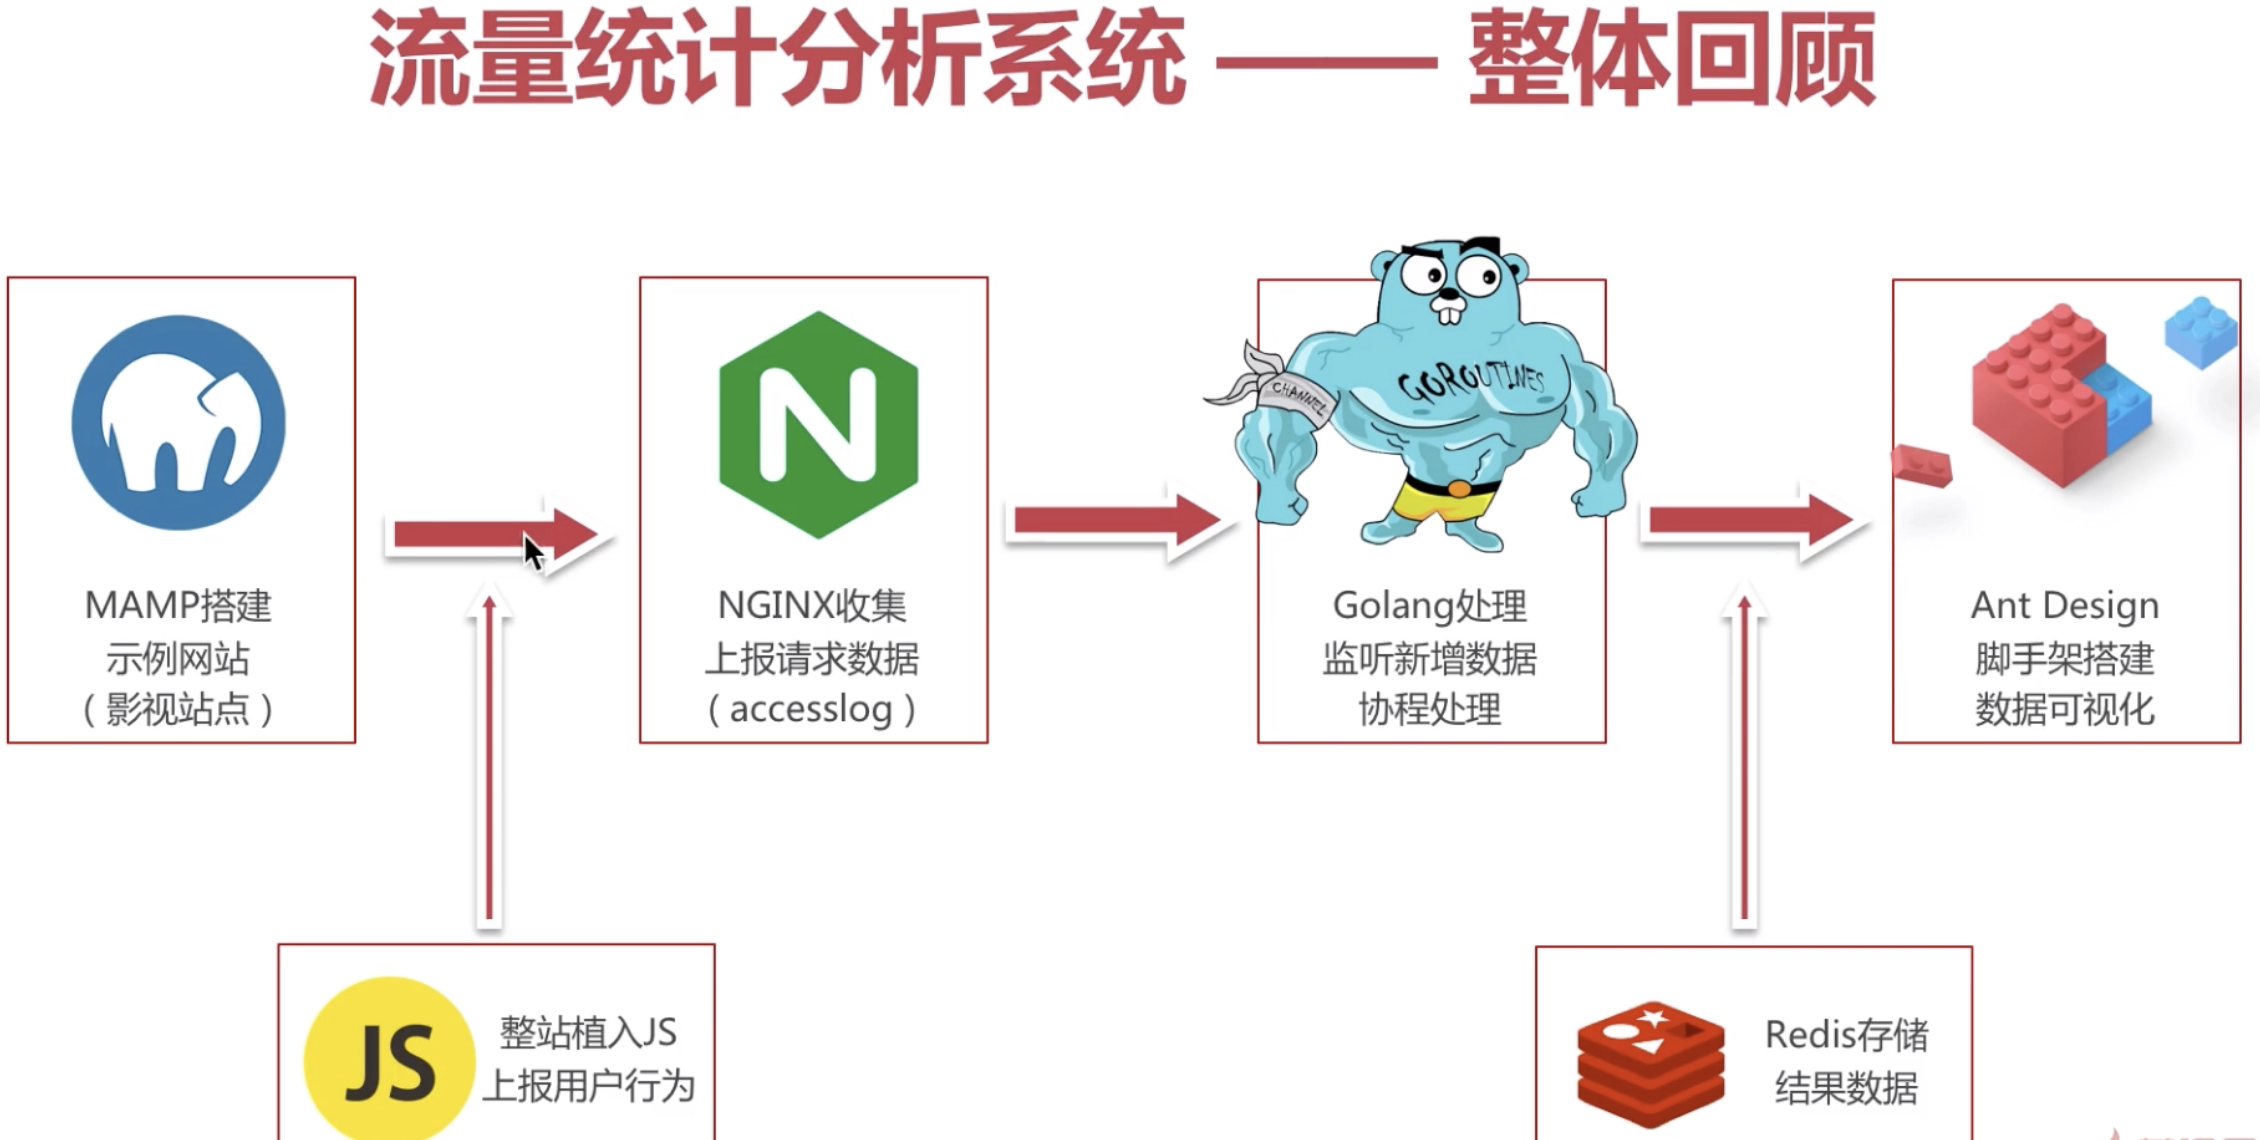 流量统计分析系统 —— 整体回顾
CHANNEL
GOROUTINES
MAMP搭建
示例网站
（影视站点）
NGINX收集
上报请求数据
（accesslog）
Golang处理
监听新增数据
协程处理
Ant Design
脚手架搭建
数据可视化
JS
整站植入JS
上报用户行为
Redis存储
结果数据